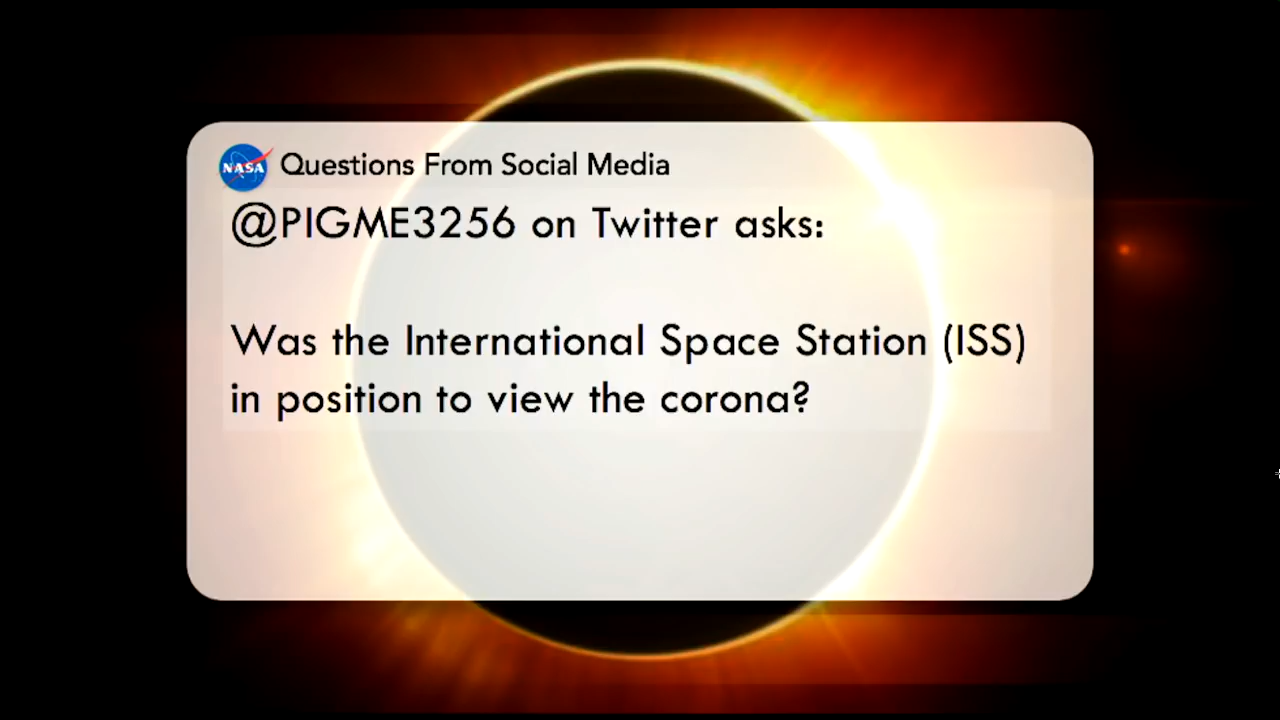 NASA Questions From Social Media
@PIGME3256 on Twitter asks:
Was the International Space Station (ISS)
in position to view the corona?